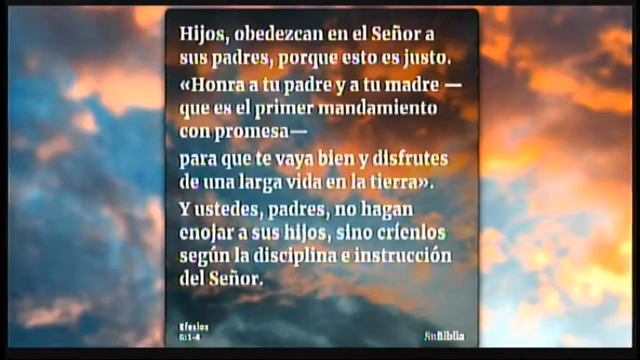 Hijos, obedezcan en el Señor a
sus padres, porque esto es justo.
«Honra a tu padre y a tu madre —
que es el primer mandamiento
con promesa—
para que te vaya bien y disfrutes
de una larga vida en la tierra».
Y ustedes, padres, no hagan
enojar a sus hijos, sino críenlos
según la disciplina e instrucción
del Señor.
Efesios
6:1-4
SuBiblia